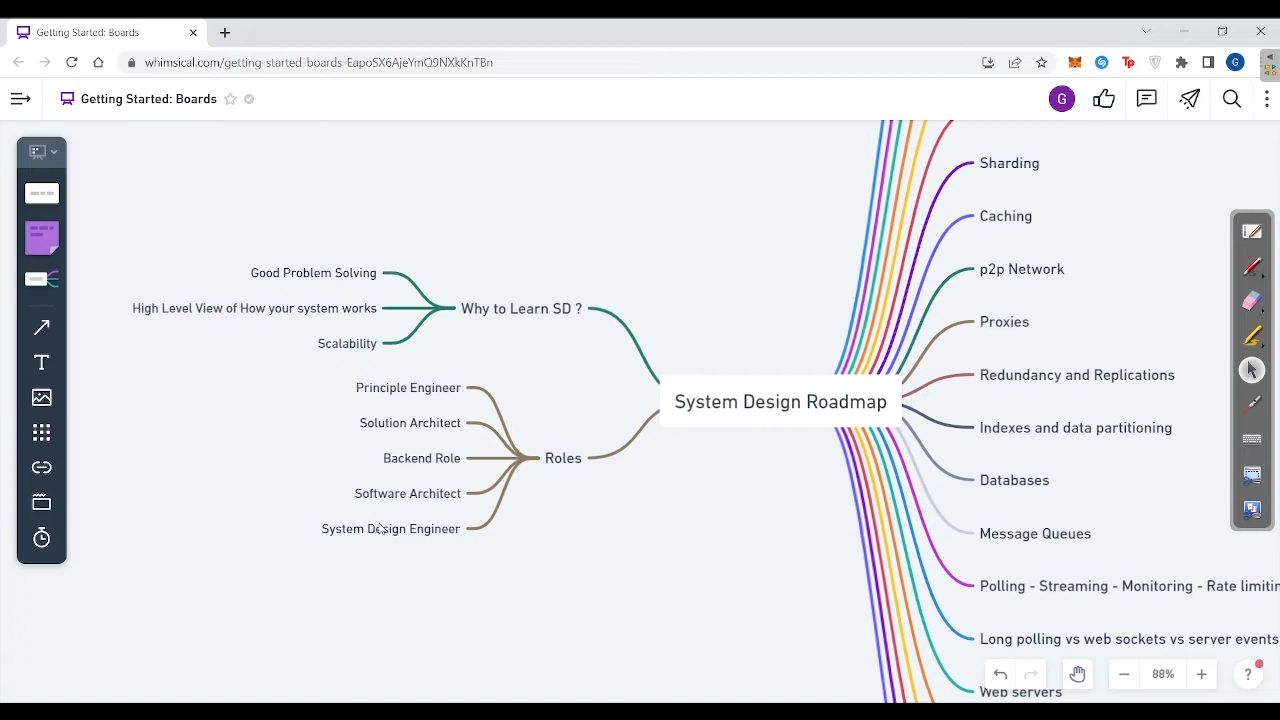 Getting Started: Boards
whimsical.com/getting-started-boards-EapoSX6AjeYmTQ9NXkKnTBn
Getting Started: Boards
G
G
Tp
Sharding
Caching
p2p Network
Proxies
Redundancy and Replications
Indexes and data partitioning
Databases
Message Queues
Polling - Streaming - Monitoring - Rate limitin
Long polling vs web sockets vs server events
Web servers
System Design Roadmap
Why to Learn SD ?
Good Problem Solving
High Level View of How your system works
Scalability
Roles
Principle Engineer
Solution Architect
Backend Role
Software Architect
System Design Engineer
T
88%
?